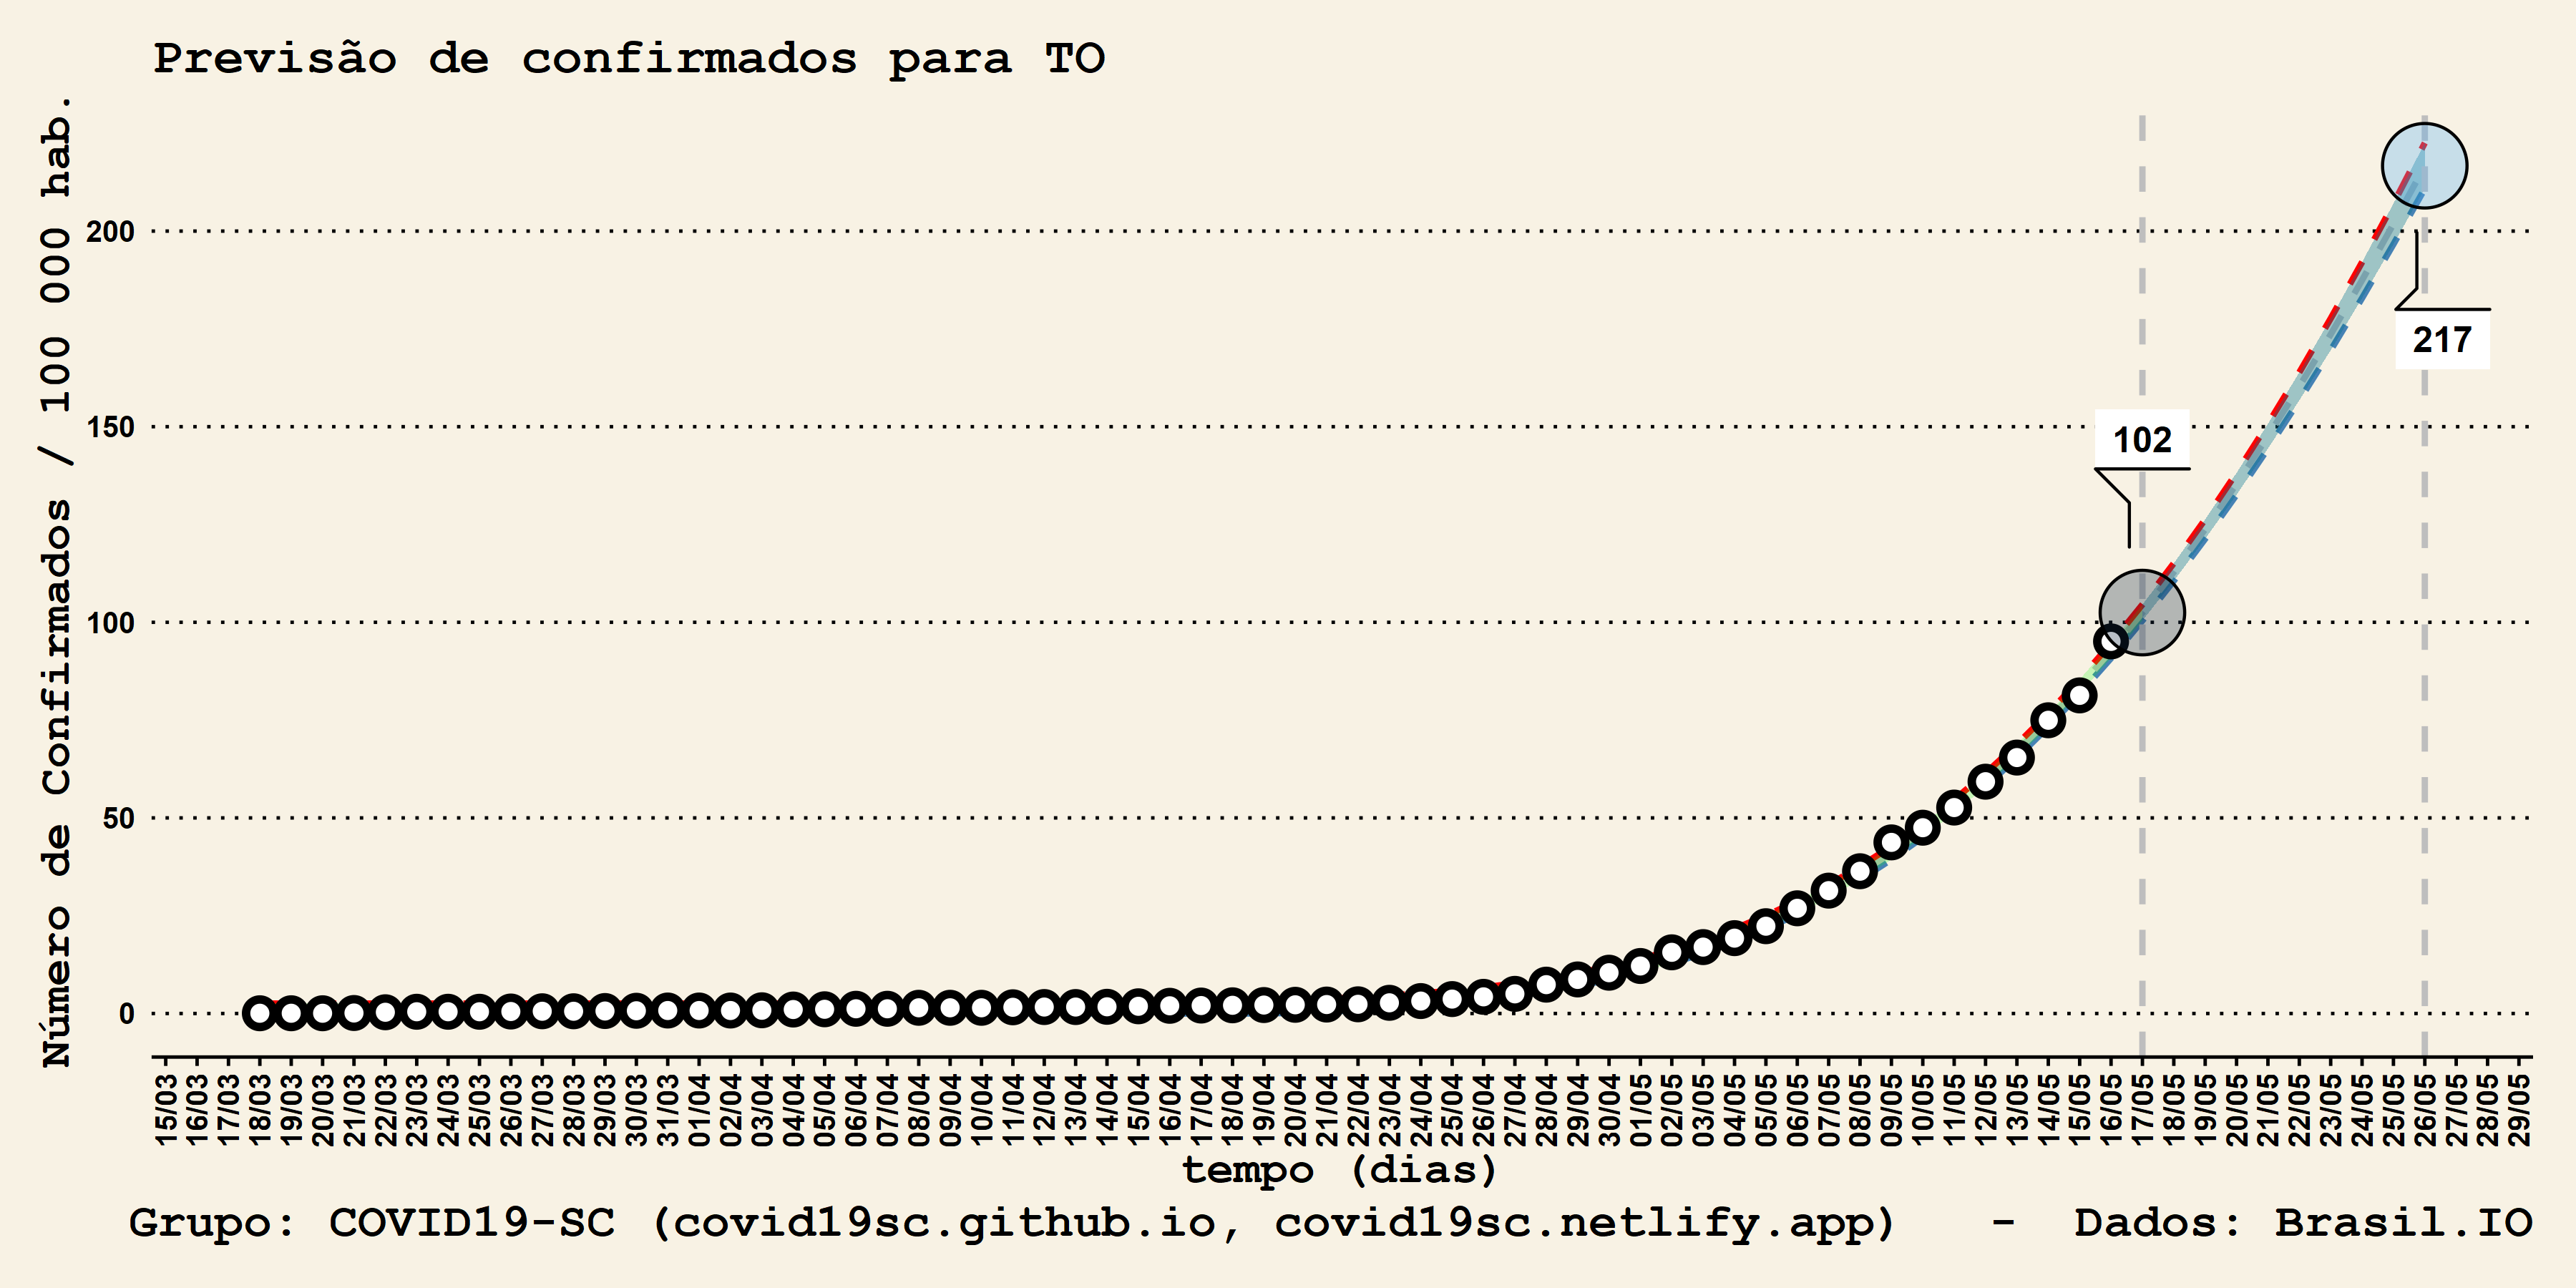 Previsão de confirmados para TO
Número de Confirmados / 100 000 hab.
200
150
100
50
0
217
102
15/03 16/03 17/03 18/03 19/03 20/03 21/03 22/03 23/03 24/03 25/03 26/03 27/03 28/03 29/03 30/03 31/03 01/04 02/04 03/04 04/04 05/04 06/04 07/04 08/04 09/04 10/04 11/04 12/04 13/04 14/04 15/04 16/04 17/04 18/04 19/04 20/04 21/04 22/04 23/04 24/04 25/04 26/04 27/04 28/04 29/04 30/04 01/05 02/05 03/05 04/05 05/05 06/05 07/05 08/05 09/05 10/05 11/05 12/05 13/05 14/05 15/05 16/05 17/05 18/05 19/05 20/05 21/05 22/05 23/05 24/05 25/05 26/05 27/05 28/05 29/05
tempo (dias)
Grupo: COVID19-SC (covid19sc.github.io, covid19sc.netlify.app) - Dados: Brasil.IO